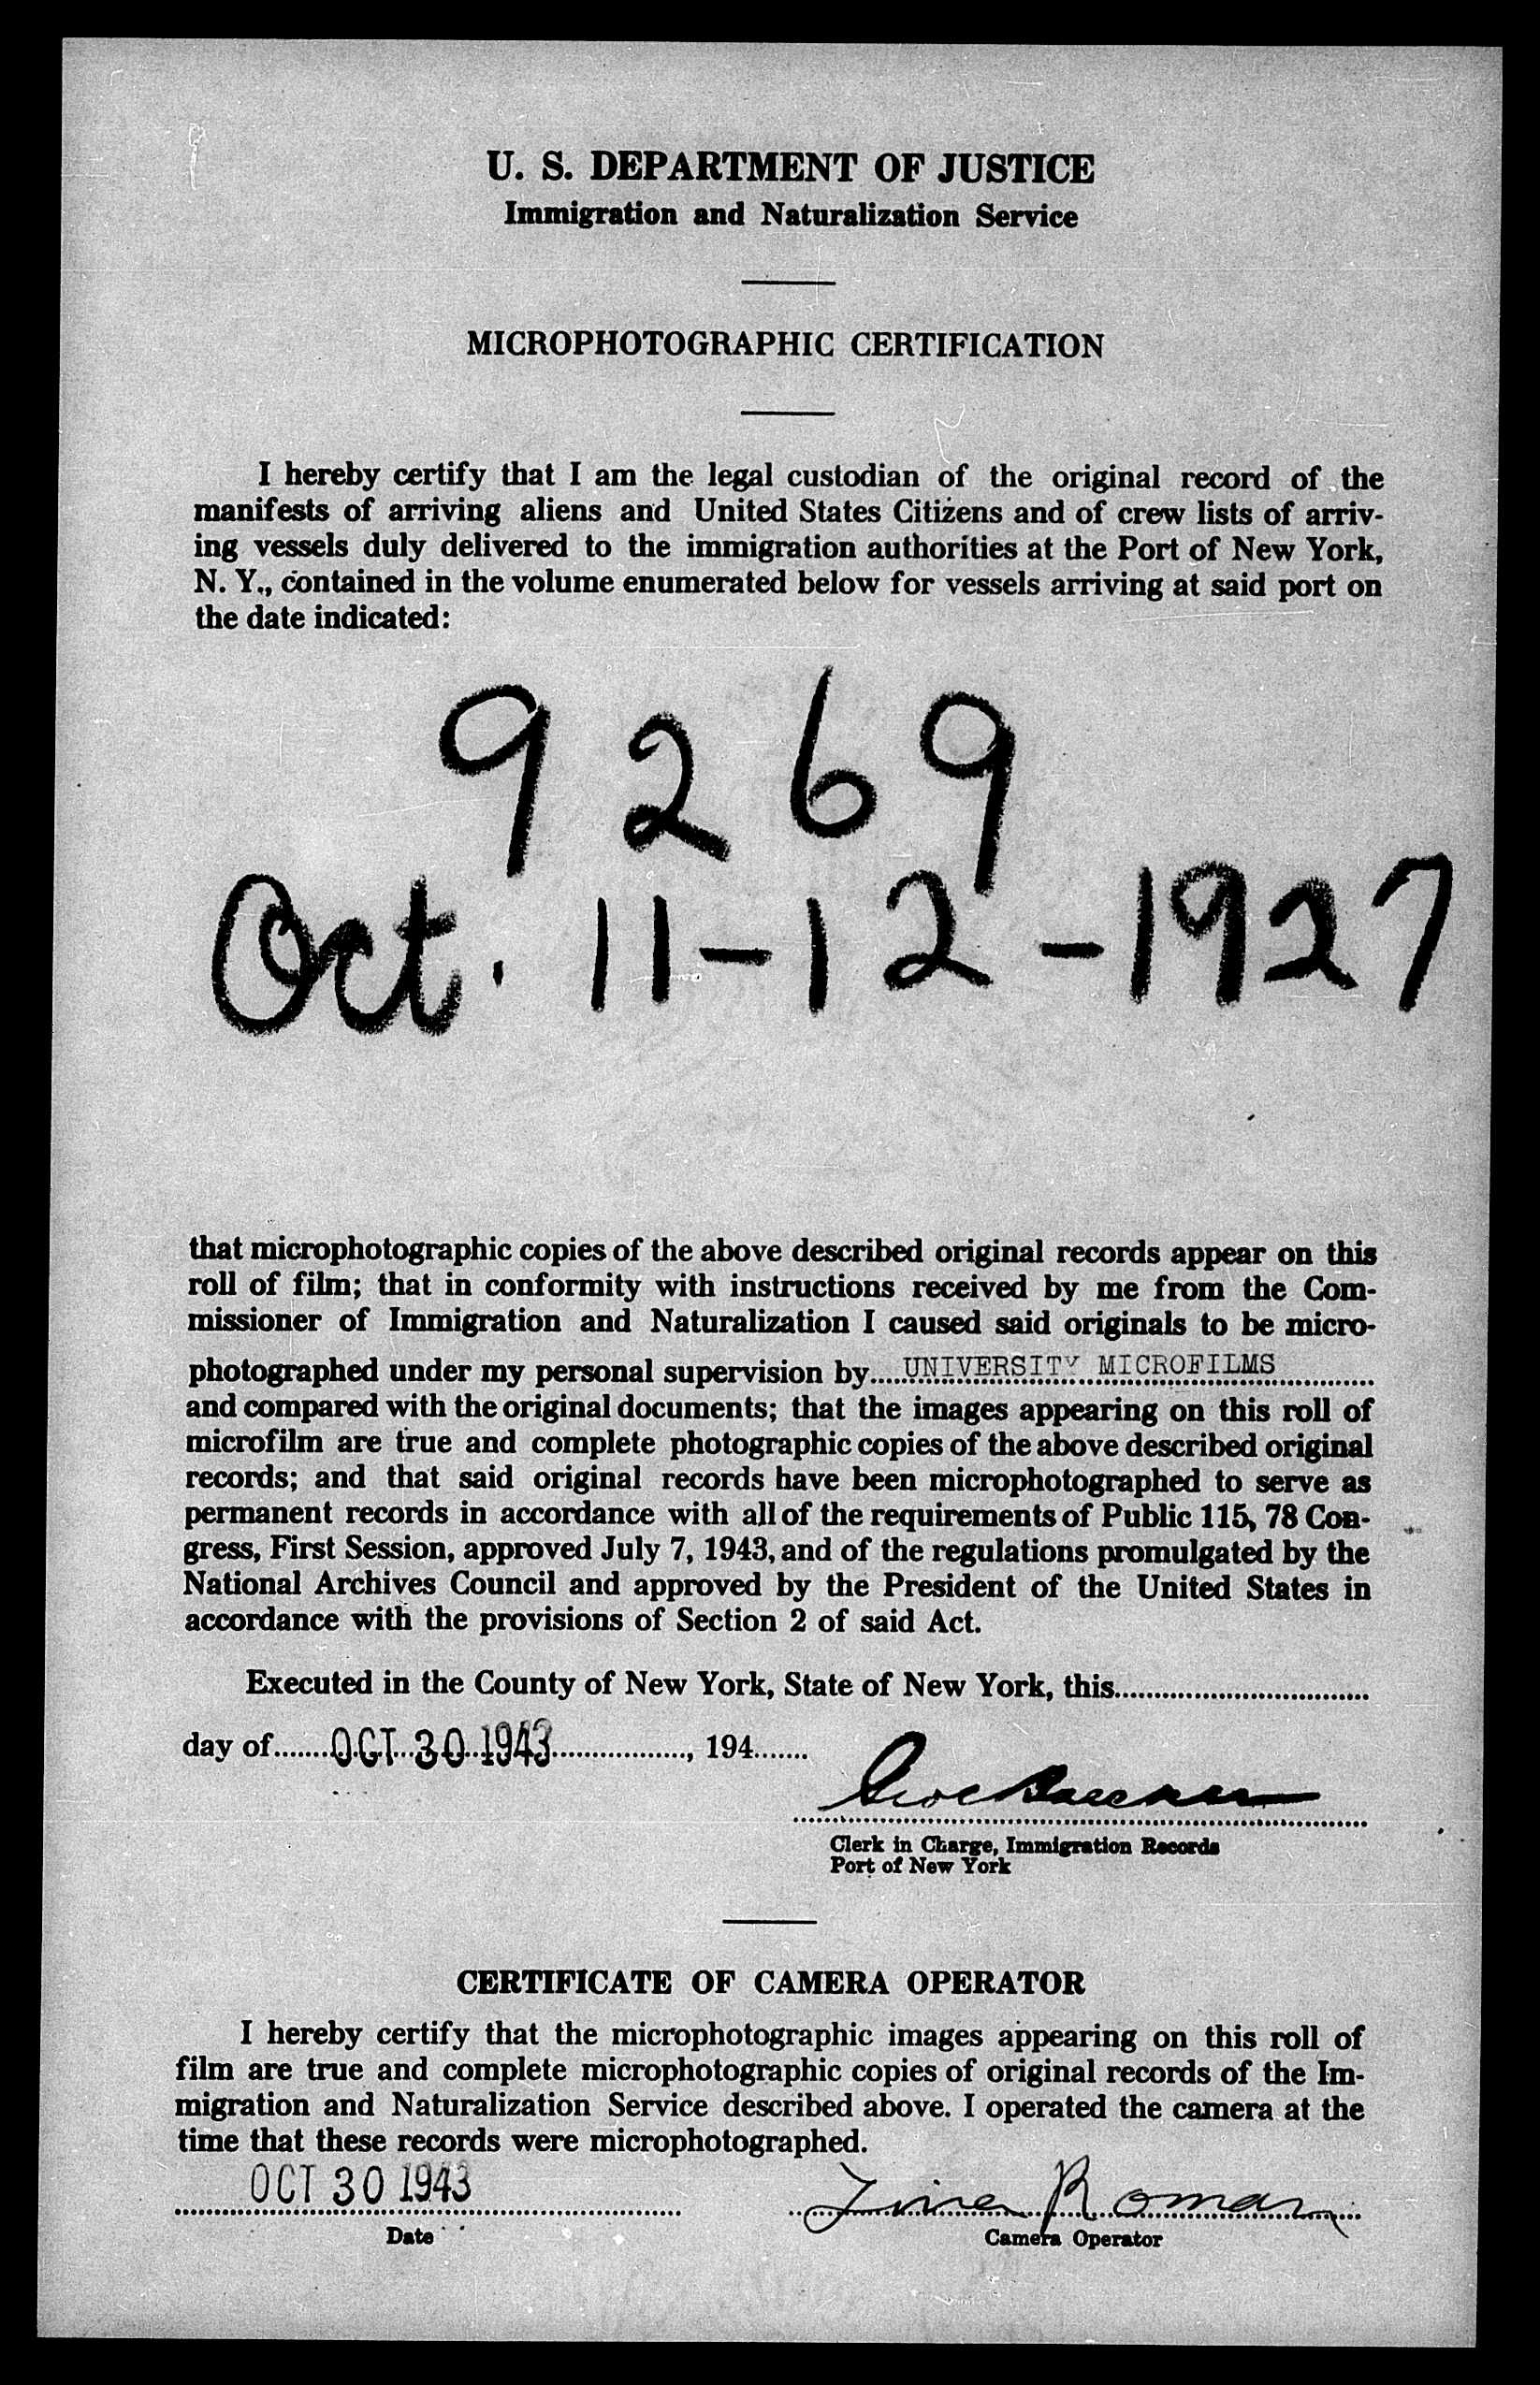 U. S. DEPARTMENT OF JUSTICE
Immigration and Naturalization Service
MICROPHOTOGRAPHIC CERTIFICATION
I hereby certify that I am the legal custodian of the original record of the
manifests of arriving aliens and United States Citizens and of crew lists of arriv-
ing vessels duly delivered to the immigration authorities at the Port of New York,
N. Y., contained in the volume enumerated below for vessels arriving at said port on
the date indicated:
9269
Oct. 11-12-1927
that microphotographic copies of the above described original records appear on this
roll of film; that in conformity with instructions received by me from the Com-
missioner of Immigration and Naturalization I caused said originals to be micro-
photographed under my personal supervision by UNIVERSITY MICROFILMS
and compared with the original documents; that the images appearing on this roll of
microfilm are true and complete photographic copies of the above described original
records; and that said original records have been microphotographed to serve as
permanent records in accordance with all of the requirements of Public 115, 78 Con-
gress, First Session, approved July 7, 1943, and of the regulations promulgated by the
National Archives Council and approved by the President of the United States in
accordance with the provisions of Section 2 of said Act.
Executed in the County of New York, State of New York, this
day of OCT 30 1943, 194
Clerk in Charge, Immigration Records
Port of New York
CERTIFICATE OF CAMERA OPERATOR
I hereby certify that the microphotographic images appearing on this roll of
film are true and complete microphotographic copies of original records of the Im-
migration and Naturalization Service described above. I operated the camera at the
time that these records were microphotographed.
OCT 30 1943 Roman
Date Camera Operator